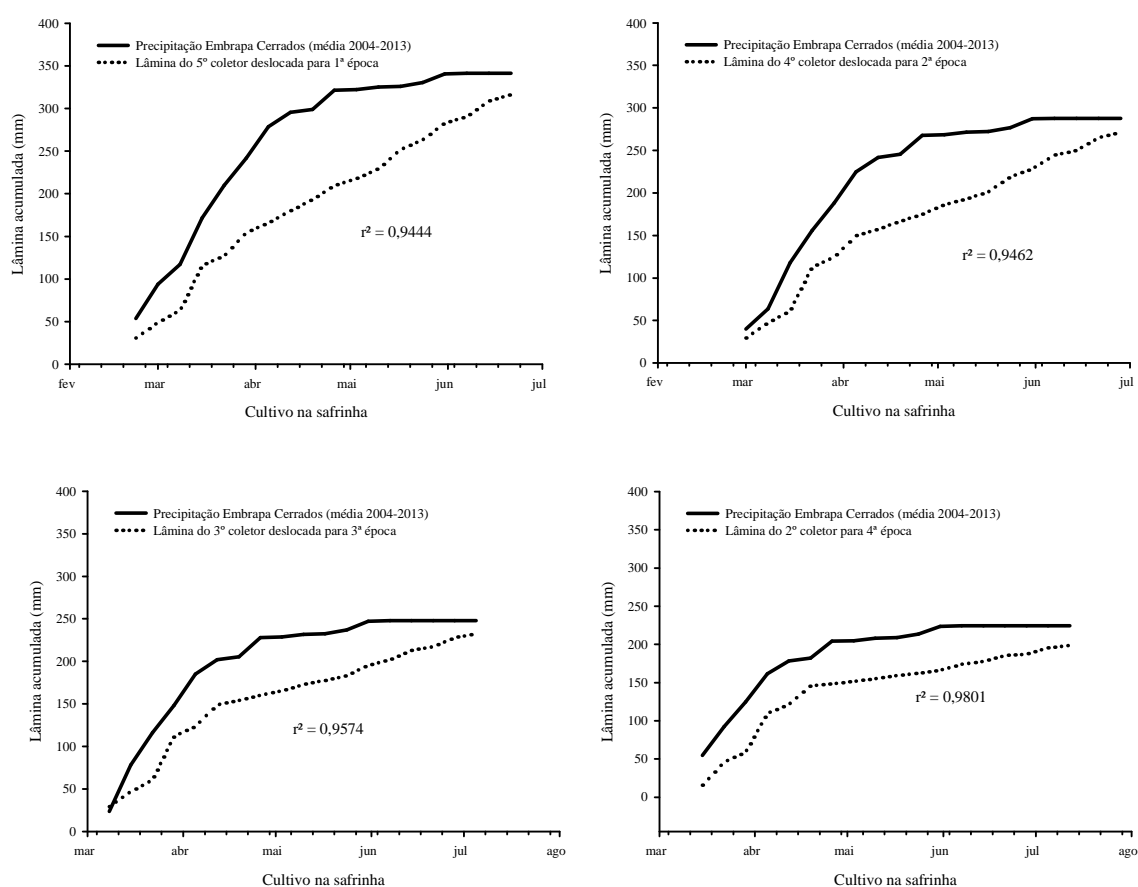 400
350
300
250
200
150
100
50
0
Lâmina acumulada (mm)
Precipitação Embrapa Cerrados (média 2004-2013)
Lâmina do 5º coletor deslocada para 1ª época
r² = 0,9444
fev mar abr mai jun jul
Cultivo na safrinha
400
350
300
250
200
150
100
50
0
Lâmina acumulada (mm)
Precipitação Embrapa Cerrados (média 2004-2013)
Lâmina do 4º coletor deslocada para 2ª época
r² = 0,9462
fev mar abr mai jun jul
Cultivo na safrinha
400
350
300
250
200
150
100
50
0
Lâmina acumulada (mm)
Precipitação Embrapa Cerrados (média 2004-2013)
Lâmina do 3º coletor deslocada para 3ª época
r² = 0,9574
mar abr mai jun jul ago
Cultivo na safrinha
400
350
300
250
200
150
100
50
0
Lâmina acumulada (mm)
Precipitação Embrapa Cerrados (média 2004-2013)
Lâmina do 2º coletor para 4ª época
r² = 0,9801
mar abr mai jun jul ago
Cultivo na safrinha